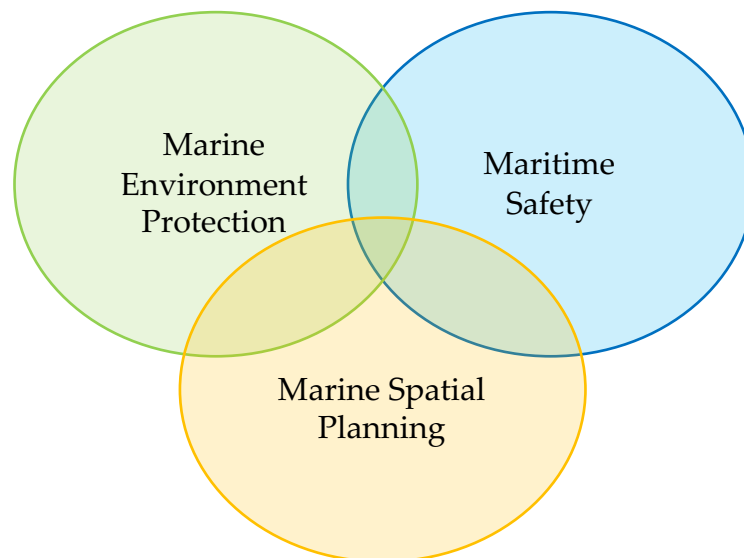 Marine
Environment
Protection
Maritime
Safety
Marine Spatial
Planning